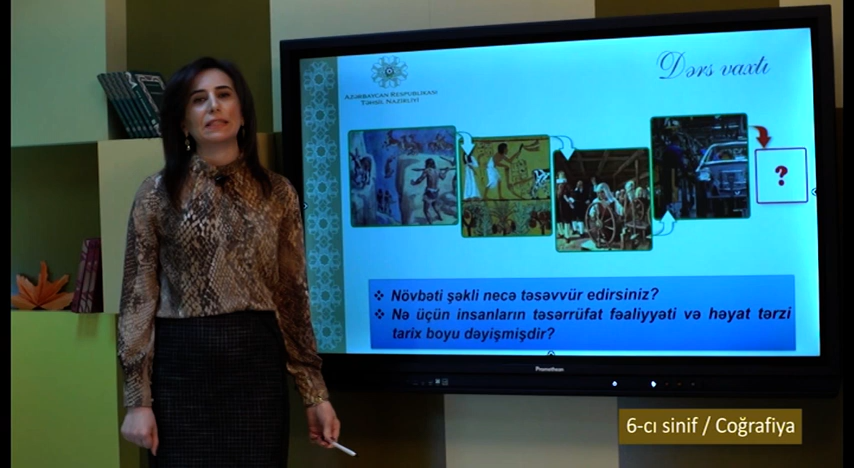 Dərs vaxtı
AZƏRBAYCAN RESPUBLİKASI
TƏHSİL NAZİRLİYİ
?
❖ Növbəti şəkli necə təsəvvür edirsiniz?
❖ Nə üçün insanların təsərrüfat fəaliyyəti və həyat tərzi
tarix boyu dəyişmişdir?
Promethean
6-cı sinif / Coğrafiya